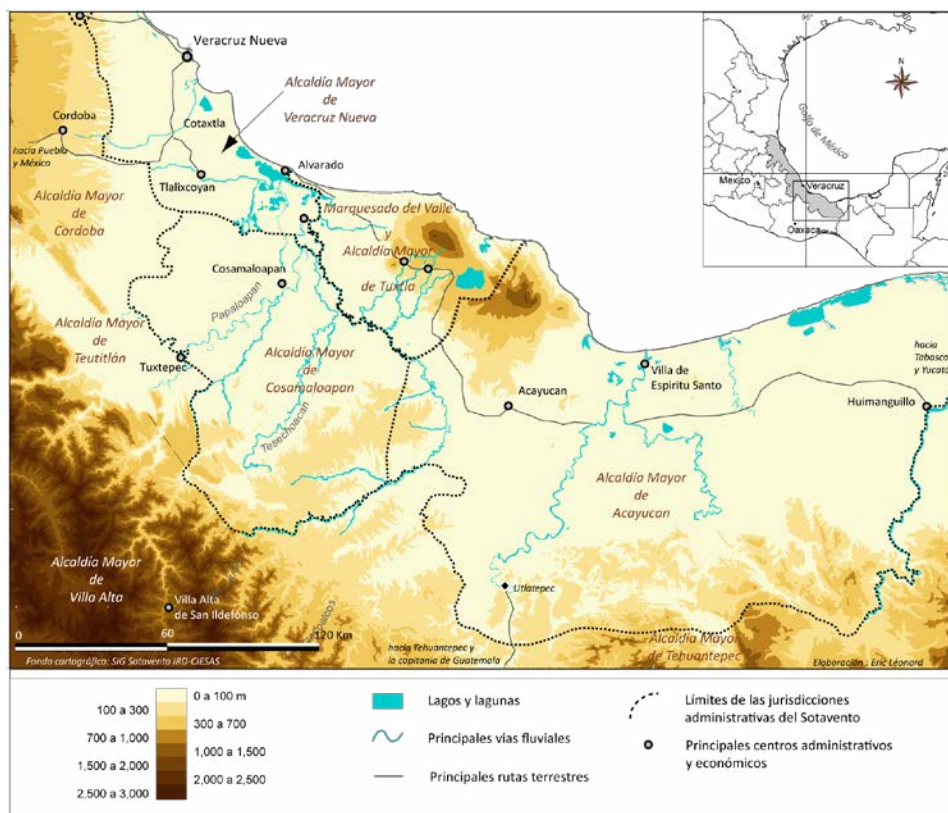 Veracruz Nueva
Alcaldía Mayor
de
Veracruz Nueva
Cordoba
Cotaxtla
hacia Puebla
y México
Tlalixcoyan
Alvarado
Alcaldía Mayor
de
Cordoba
Marquesado del Valle
y
Alcaldía Mayor
de Tuxtla
Cosamaloapan
Papaloapan
Alcaldía Mayor
de
Teutitlán
Tuxtepec
Alcaldía Mayor
de
Cosamaloapan
Tesechoacan
Acayucan
Villa de
Espiritu Santo
hacia
Tabasco
y Yucatá
Huimanguillo
Alcaldía Mayor
de
Acayucan
Alcaldía Mayor
de
Villa Alta
Villa Alta
de San Ildefónso
Utlatepec
0
60
120 Km
hacia Tehuantepec y
la capitania de Guatemala
Alcaldía Mayor
de Tehuantepec
Fondo cartográfico: SIG Sotavento IRD-CIESAS
Elaboración : Eric Léonard
96°
N
Golfo de México
Mexico
Veracruz
Oaxaca
0 a 100 m
100 a 300
300 a 700
700 a 1,000
1,000 a 1,500
1,500 a 2,000
2,000 a 2,500
2,500 a 3,000
Lagos y lagunas
Principales vias fluviales
Principales rutas terrestres
Límites de las jurisdicciones
administrativas del Sotavento
Principales centros administrativos
y económicos